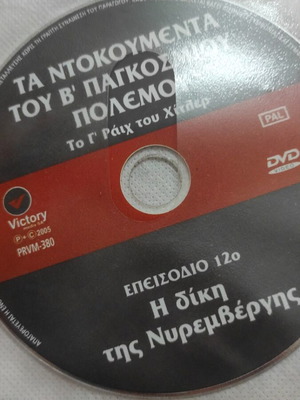 ΤΑ ΝΤΟΚΟΥΜΕΝΤΑ
ΤΟΥ Β' ΠΑΓΚΟΣΜΙΟΥ
ΠΟΛΕΜΟΥ
Το Γ' Ράιχ του Χίτλερ
PAL
DVD
VIDEO
Victory
℗+©2005
PRVM-380
ΕΠΕΙΣΟΔΙΟ 12ο
Η δίκη
της Νυρεμβέργης